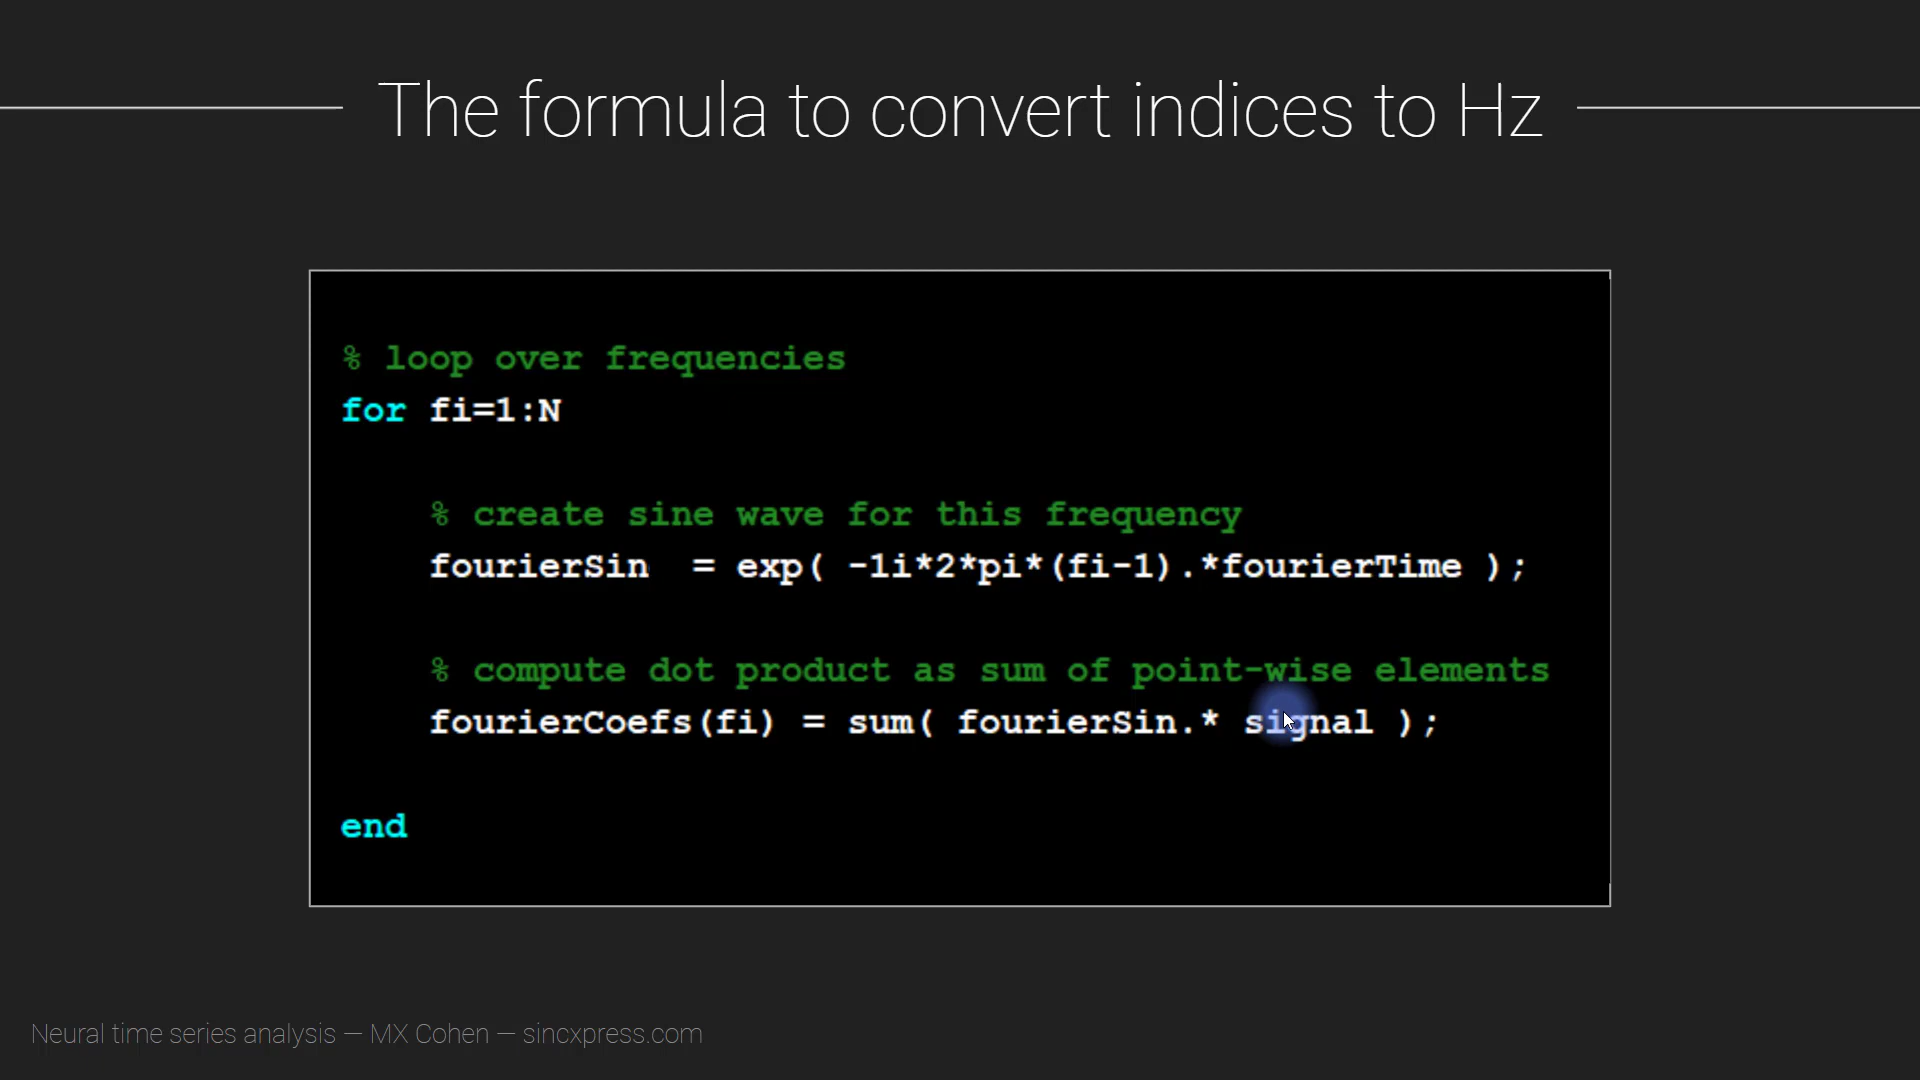 The formula to convert indices to Hz
% loop over frequencies
for fi=1:N
% create sine wave for this frequency
fourierSin  = exp( -1i*2*pi*(fi-1).*fourierTime );
% compute dot product as sum of point-wise elements
fourierCoefs(fi) = sum( fourierSin.* signal );
end
Neural time series analysis — MX Cohen — sincxpress.com